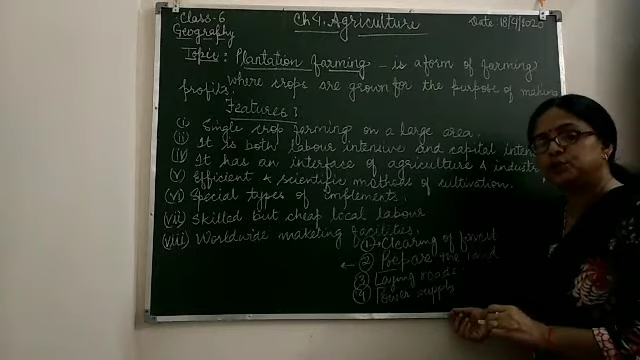 Class-6 Ch 4. Agriculture Date: 18/4/2020
Geography
Topic: Plantation farming – is a form of farming
where crops are grown for the purpose of making
profits.
Features:
(i) Single crop farming on a large area.
(ii) It is both labour intensive and capital inten
(iv) It has an interface of agriculture & industr
(v) Efficient & scientific methods of cultivation.
(vi) Special types of implements.
(vii) Skilled but cheap local labour
(viii) Worldwide maketing facilities.
① Clearing of forest
← ② Prepare the land
③ Laying roads
④ Power supply